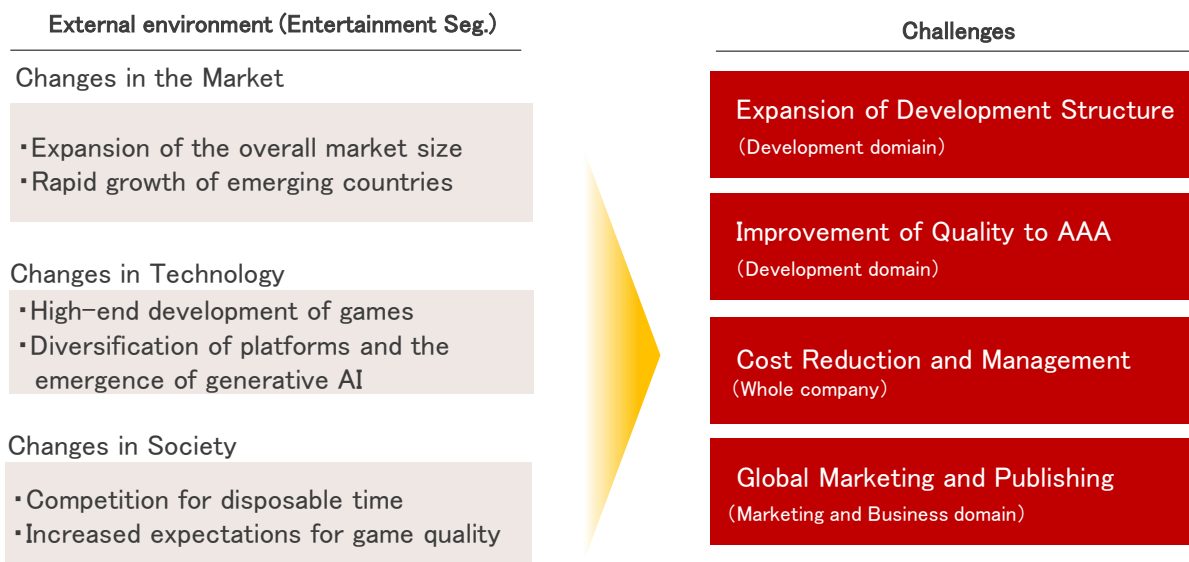 External environment (Entertainment Seg.)
Changes in the Market
・Expansion of the overall market size
・Rapid growth of emerging countries
Changes in Technology
・High-end development of games
・Diversification of platforms and the
emergence of generative AI
Changes in Society
・Competition for disposable time
・Increased expectations for game quality
Challenges
Expansion of Development Structure
(Development domiain)
Improvement of Quality to AAA
(Development domain)
Cost Reduction and Management
(Whole company)
Global Marketing and Publishing
(Marketing and Business domain)